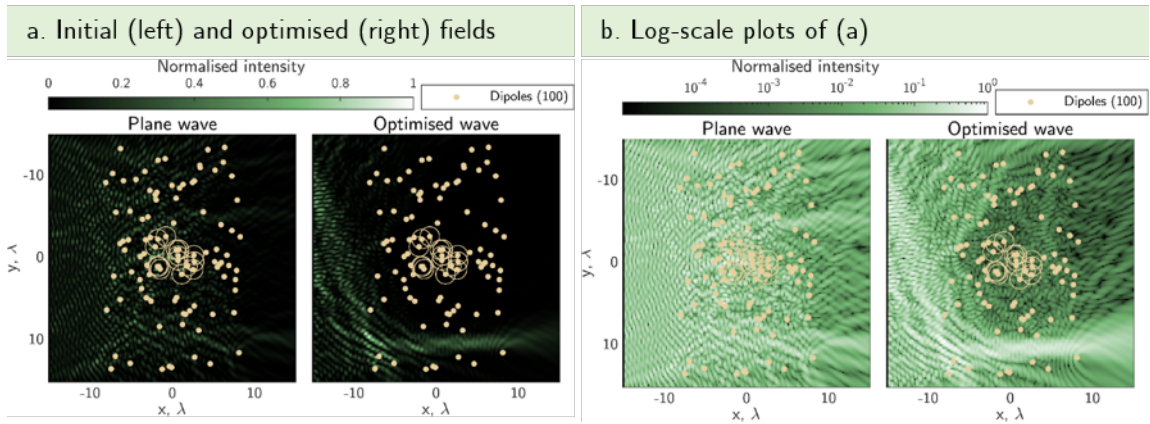 a. Initial (left) and optimised (right) fields
Normalised intensity
0 0.2 0.4 0.6 0.8 1
Dipoles (100)
Plane wave
Optimised wave
-10
0
10
y, λ
-10 0 10
-10 0 10
x, λ
x, λ
b. Log-scale plots of (a)
Normalised intensity
10-4 10-3 10-2 10-1 100
Dipoles (100)
Plane wave
Optimised wave
-10
0
10
y, λ
-10 0 10
-10 0 10
x, λ
x, λ